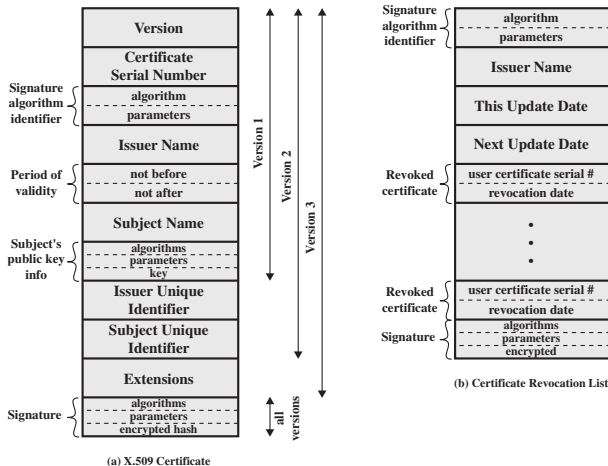 Version
Certificate
Serial Number
Signature
algorithm
identifier
algorithm
parameters
Issuer Name
Period of
validity
not before
not after
Subject Name
Subject's
public key
info
algorithms
parameters
key
Issuer Unique
Identifier
Subject Unique
Identifier
Extensions
Signature
algorithms
parameters
encrypted hash
Version 1
Version 2
Version 3
all
versions
(a) X.509 Certificate
Signature
algorithm
identifier
algorithm
parameters
Issuer Name
This Update Date
Next Update Date
Revoked
certificate
user certificate serial #
revocation date
•
•
•
Revoked
certificate
user certificate serial #
revocation date
Signature
algorithms
parameters
encrypted
(b) Certificate Revocation List